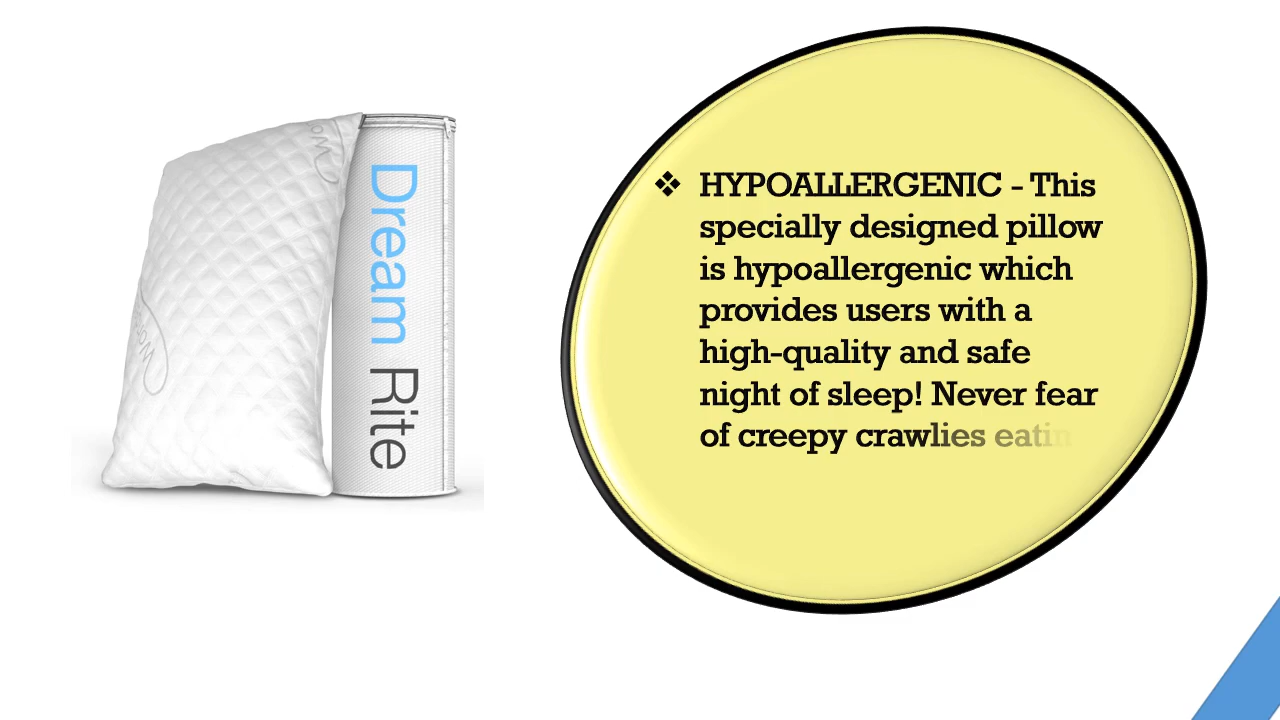 Dream Rite
❖ HYPOALLERGENIC - This
specially designed pillow
is hypoallergenic which
provides users with a
high-quality and safe
night of sleep! Never fear
of creepy crawlies